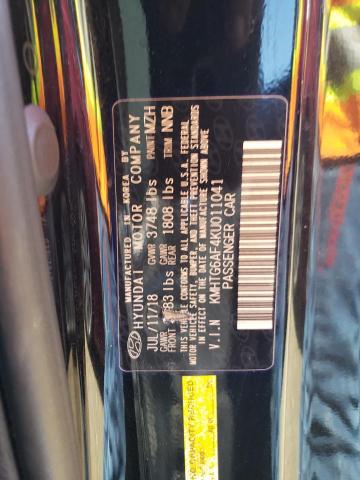 MANUFACTURED IN KOREA BY
HYUNDAI MOTOR COMPANY
JUL/11/18 GVWR 3748 lbs PAINT MZH
GAWR FRONT 83 lbs GAWR REAR 1808 lbs TRIM NNB
THIS VEHICLE CONFORMS TO ALL APPLICABLE U.S.A. FEDERAL
MOTOR VEHICLE SAFETY, BUMPER AND THEFT PREVENTION STANDARDS
IN EFFECT ON THE DATE OF MANUFACTURE SHOWN ABOVE
V.I.N KMHTG6AF4KU011041
PASSENGER CAR